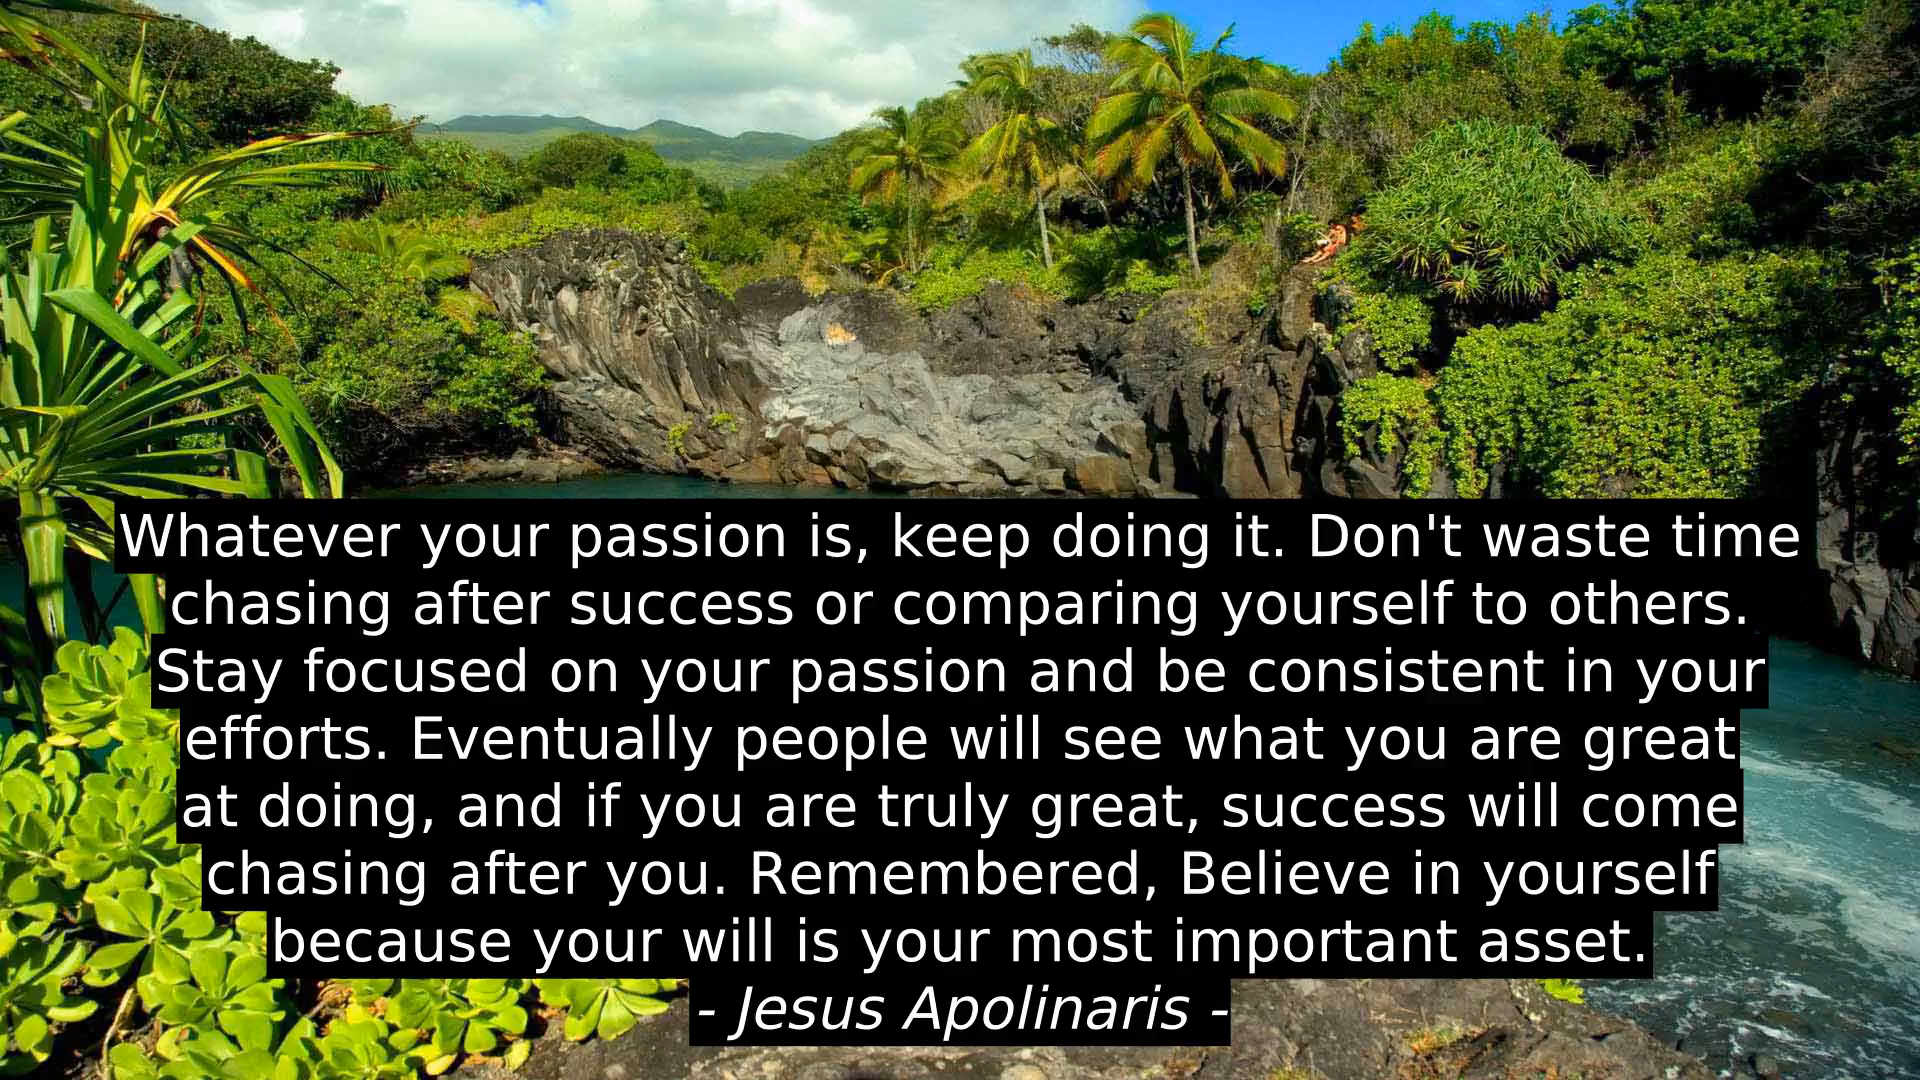 Whatever your passion is, keep doing it. Don't waste time
chasing after success or comparing yourself to others.
Stay focused on your passion and be consistent in your
efforts. Eventually people will see what you are great
at doing, and if you are truly great, success will come
chasing after you. Remembered, Believe in yourself
because your will is your most important asset.
- Jesus Apolinaris -